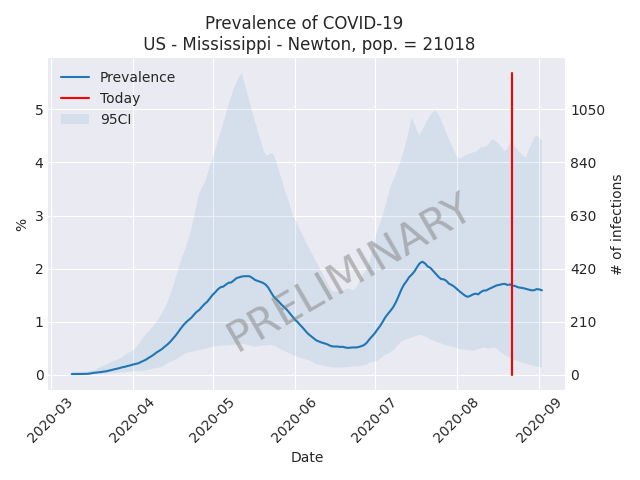 Prevalence of COVID-19
US - Mississippi - Newton, pop. = 21018
Prevalence
Today
95CI
%
5
4
3
2
1
0
1050
840
630
420
210
0
# of infections
PRELIMINARY
2020-03
2020-04
2020-05
2020-06
2020-07
2020-08
2020-09
Date